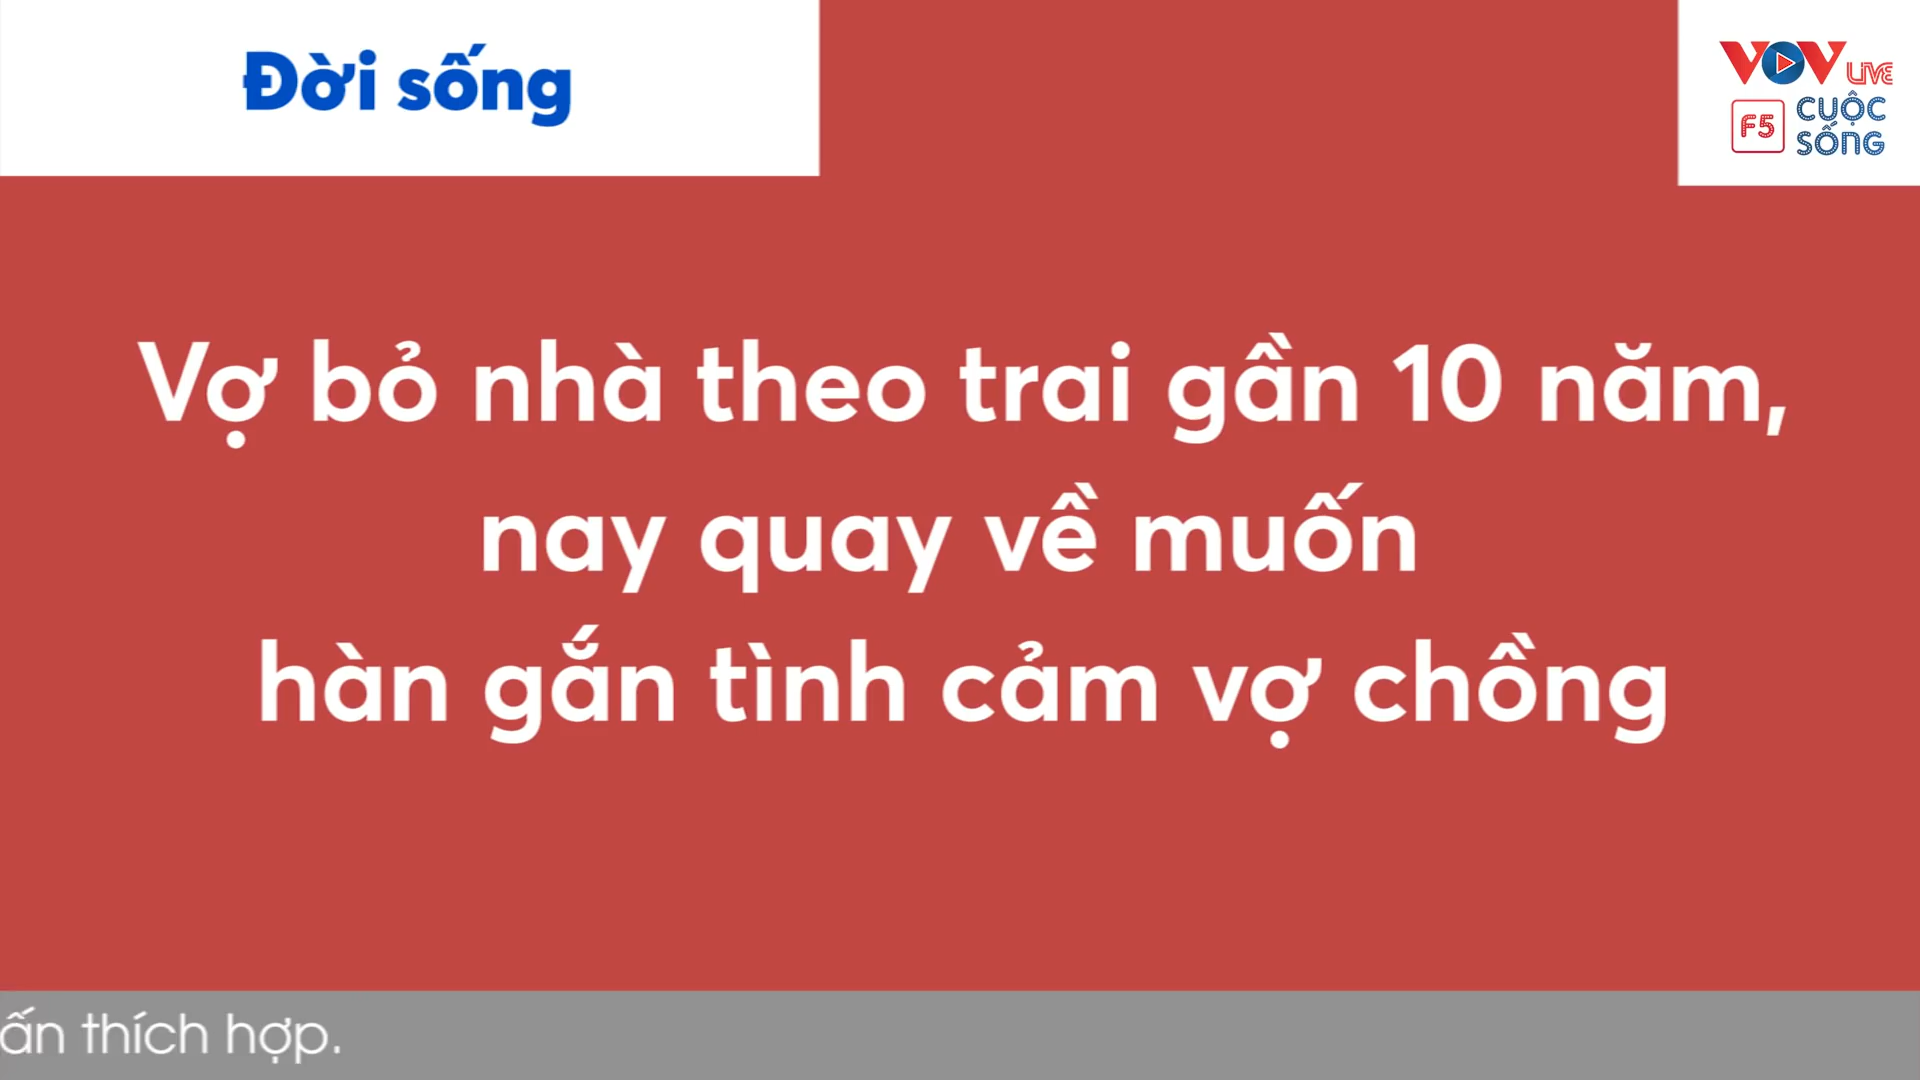 Đời sống
VOV LIVE
F5 CUỘC SỐNG
Vợ bỏ nhà theo trai gần 10 năm,
nay quay về muốn
hàn gắn tình cảm vợ chồng
ấn thích hợp.